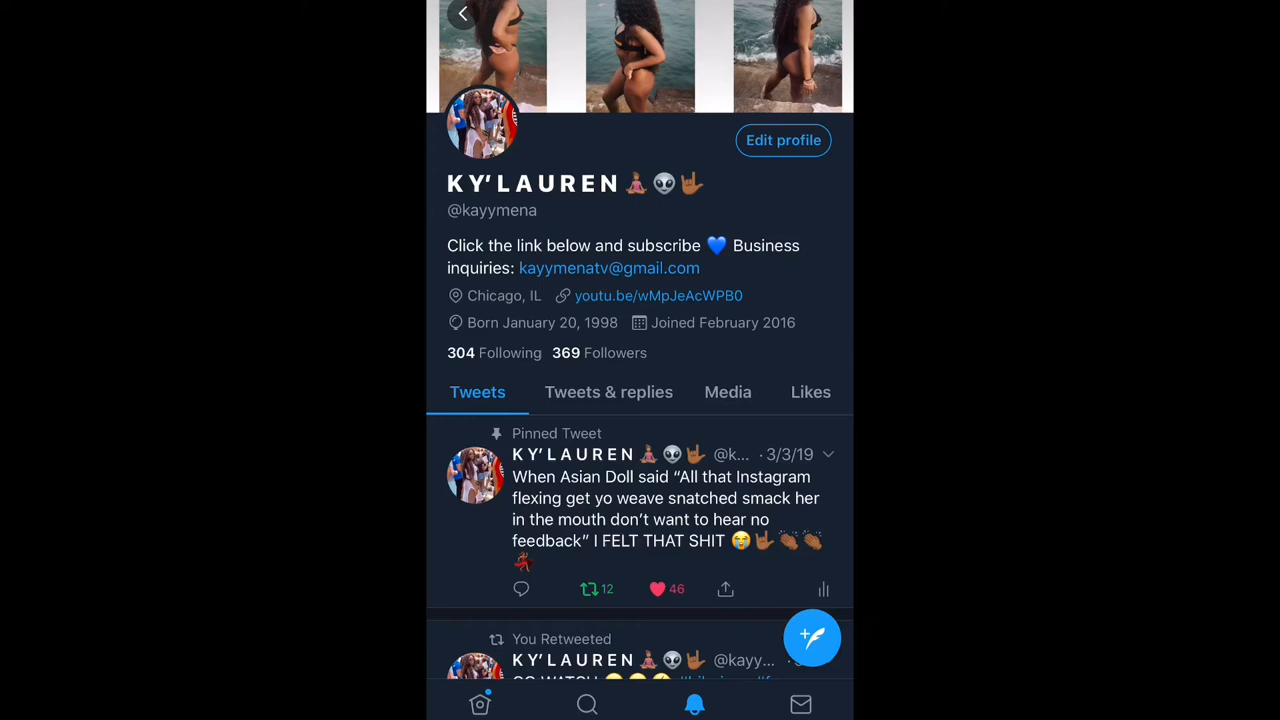 Edit profile
K Y’ L A U R E N 🧘🏽‍♀️👽🤟🏾
@kayymena
Click the link below and subscribe 💙 Business
inquiries: kayymenatv@gmail.com
Chicago, IL youtu.be/wMpJeAcWPB0
Born January 20, 1998 Joined February 2016
304 Following 369 Followers
Tweets Tweets & replies Media Likes
Pinned Tweet
K Y’ L A U R E N 🧘🏽‍♀️👽🤟🏾 @k... · 3/3/19
When Asian Doll said “All that Instagram
flexing get yo weave snatched smack her
in the mouth don’t want to hear no
feedback” I FELT THAT SHIT 😭🤟🏾👏🏾👏🏾
💃🏾
12 46
You Retweeted
K Y’ L A U R E N 🧘🏽‍♀️👽🤟🏾 @kayy... ·
GO WATCH